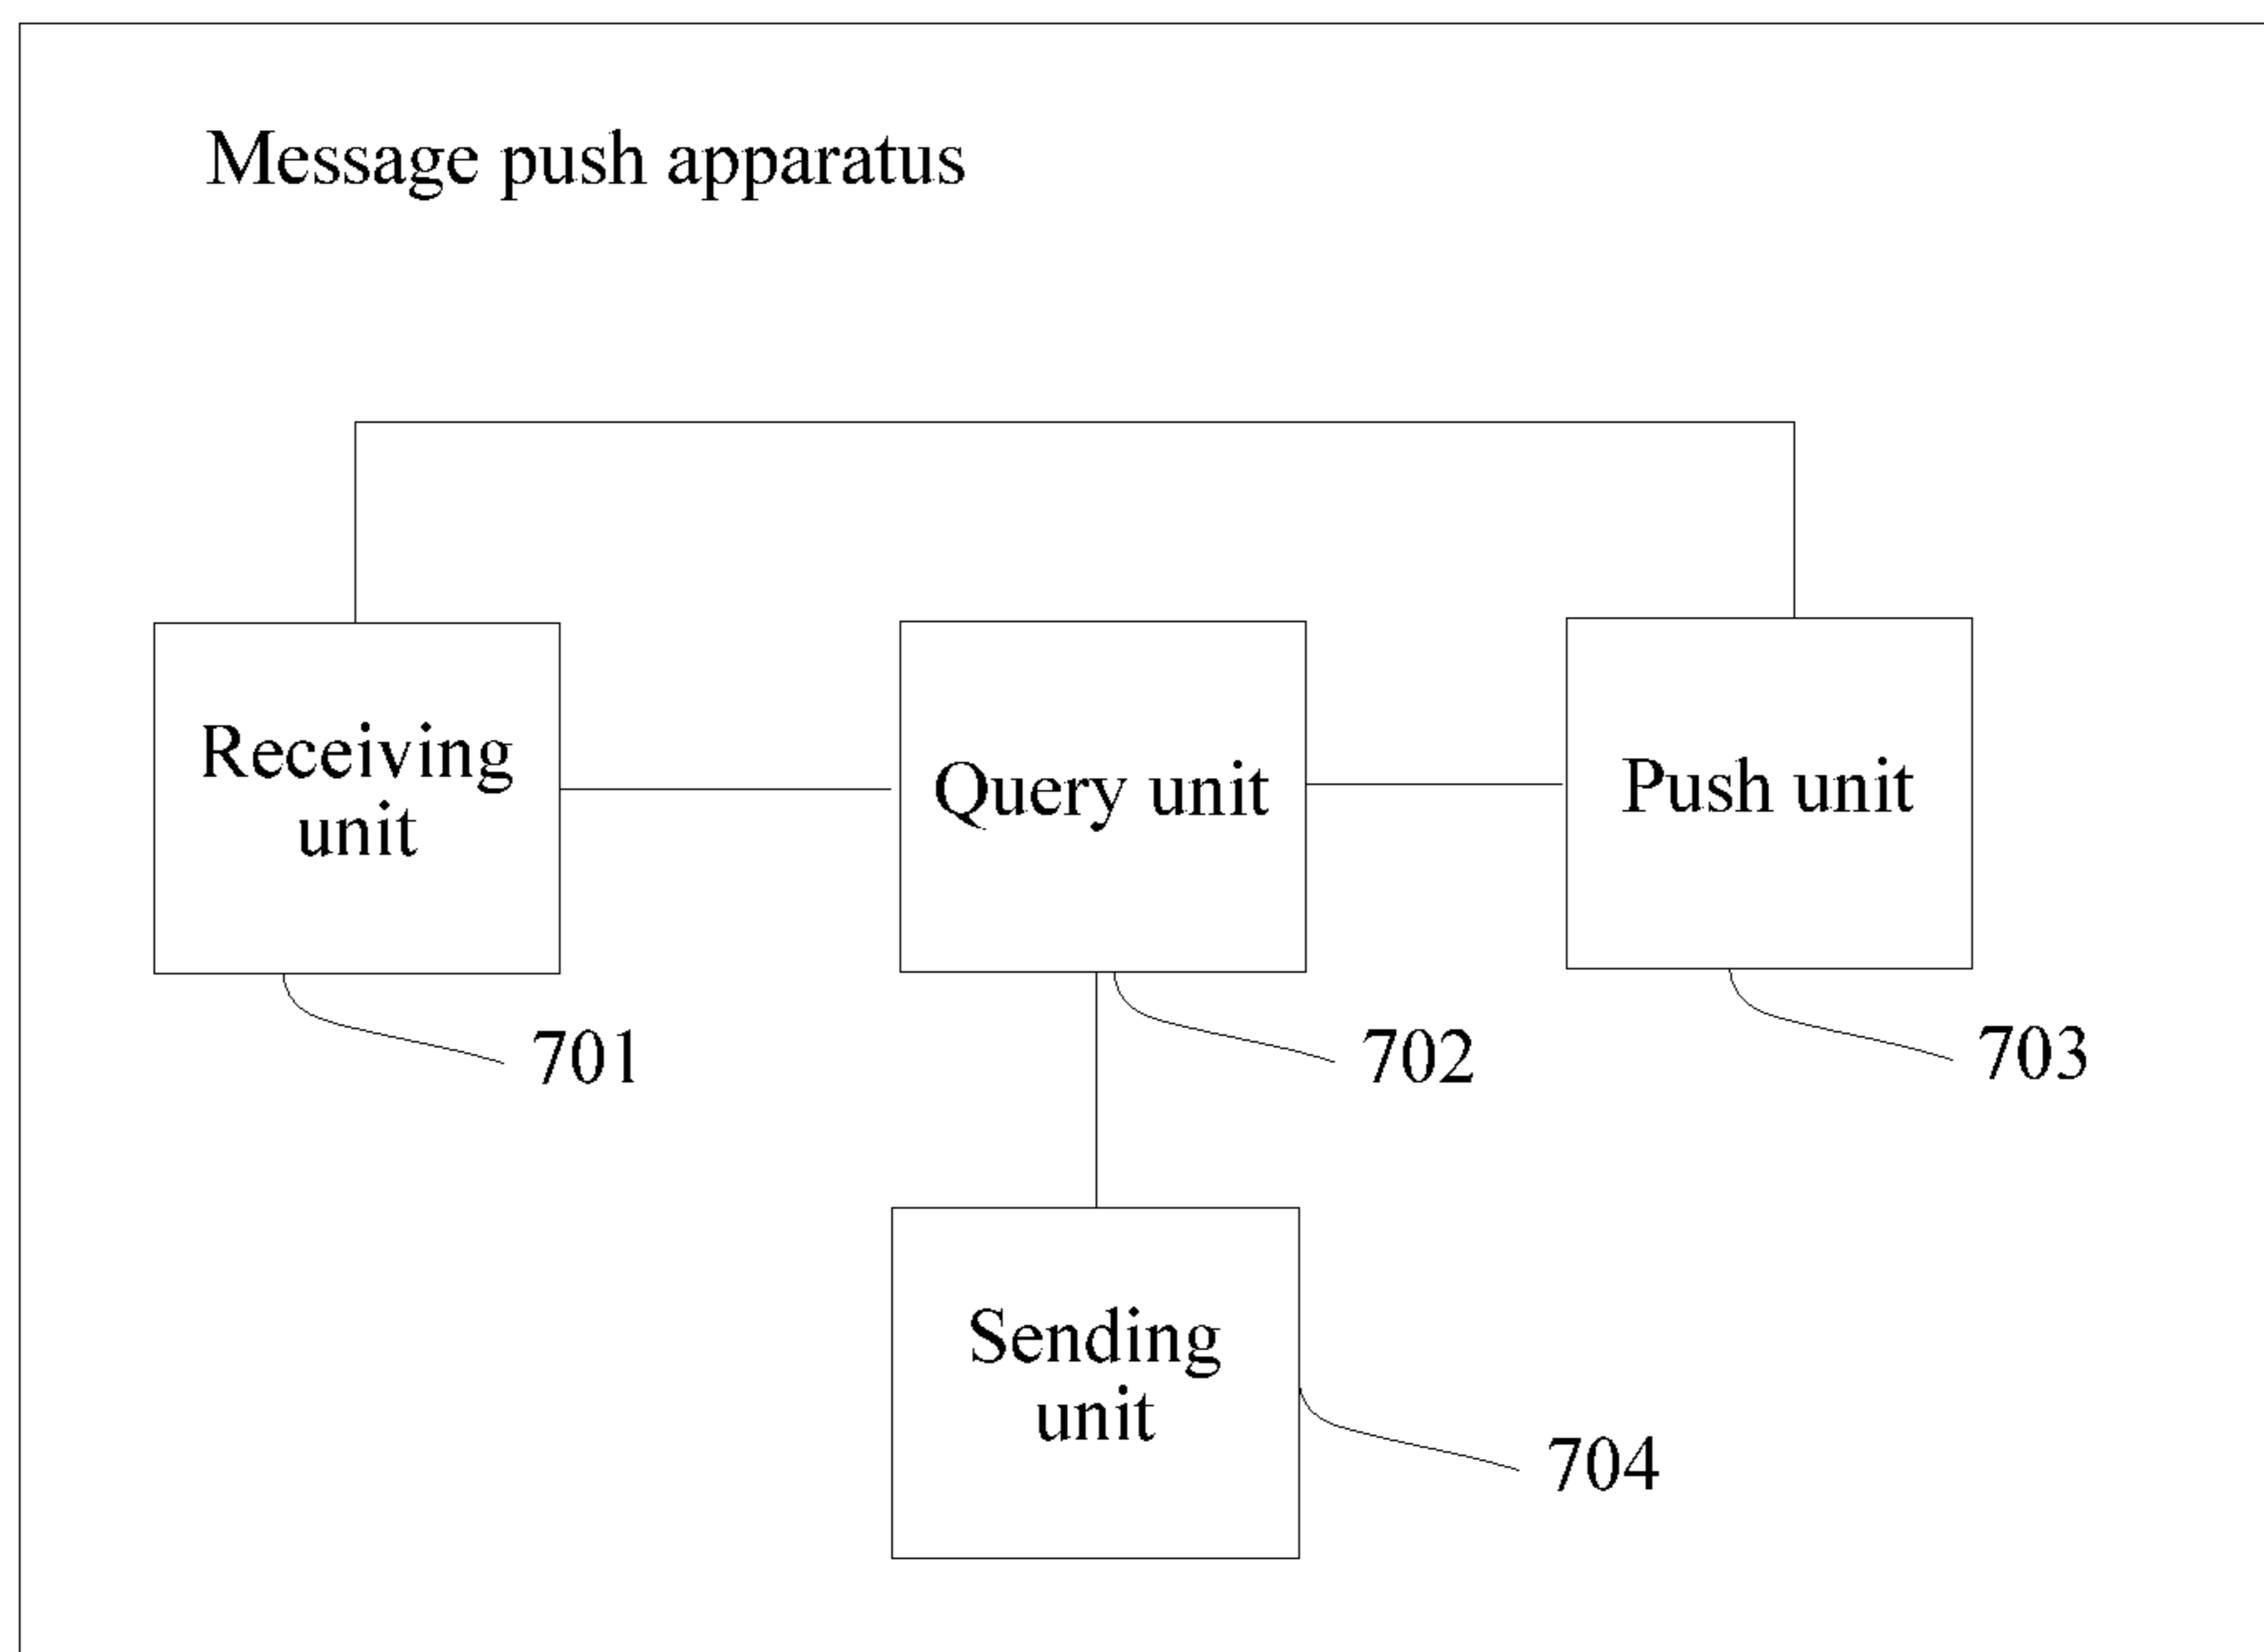 Message push apparatus
Receiving
unit
Query unit
Push unit
701
702
703
Sending
unit
704